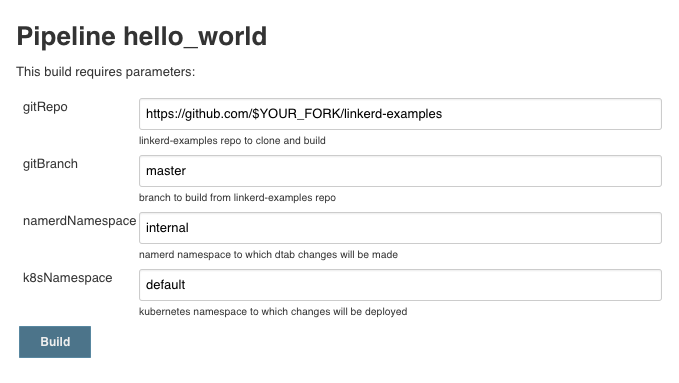 Pipeline hello_world
This build requires parameters:
gitRepo
https://github.com/$YOUR_FORK/linkerd-examples
linkerd-examples repo to clone and build
gitBranch
master
branch to build from linkerd-examples repo
namerdNamespace
internal
namerd namespace to which dtab changes will be made
k8sNamespace
default
kubernetes namespace to which changes will be deployed
Build